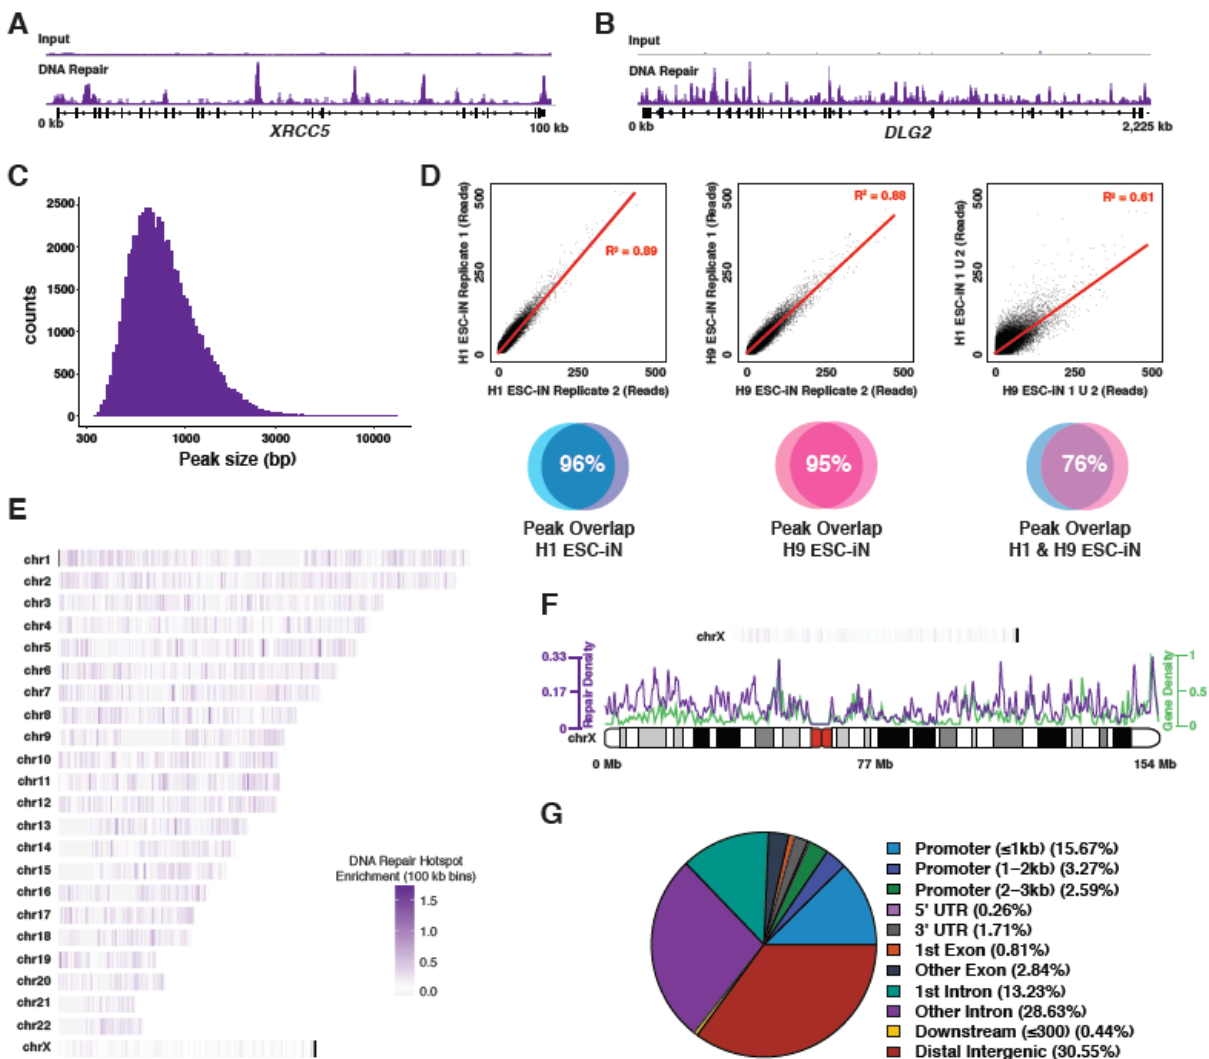 A
Input
DNA Repair
0 kb
XRCC5
100 kb
B
Input
DNA Repair
0 kb
DLG2
2,225 kb
C
counts
2500
2000
1500
1000
500
0
300
1000
3000
10000
Peak size (bp)
D
H1 ESC-iN Replicate 1 (Reads)
500
250
0
R² = 0.89
0
250
500
H1 ESC-iN Replicate 2 (Reads)
H9 ESC-iN Replicate 1 (Reads)
500
250
0
R² = 0.88
0
250
500
H9 ESC-iN Replicate 2 (Reads)
H1 ESC-iN 1 U 2 (Reads)
500
250
0
R² = 0.61
0
250
500
H9 ESC-iN 1 U 2 (Reads)
96%
Peak Overlap
H1 ESC-iN
95%
Peak Overlap
H9 ESC-iN
76%
Peak Overlap
H1 & H9 ESC-iN
E
chr1
chr2
chr3
chr4
chr5
chr6
chr7
chr8
chr9
chr10
chr11
chr12
chr13
chr14
chr15
chr16
chr17
chr18
chr19
chr20
chr21
chr22
chrX
DNA Repair Hotspot
Enrichment (100 kb bins)
1.5
1.0
0.5
0.0
F
chrX
0.33
0.17
0
Repair Density
1
0.5
0
Gene Density
chrX
0 Mb
77 Mb
154 Mb
G
Promoter (≤1kb) (15.67%)
Promoter (1–2kb) (3.27%)
Promoter (2–3kb) (2.59%)
5' UTR (0.26%)
3' UTR (1.71%)
1st Exon (0.81%)
Other Exon (2.84%)
1st Intron (13.23%)
Other Intron (28.63%)
Downstream (≤300) (0.44%)
Distal Intergenic (30.55%)